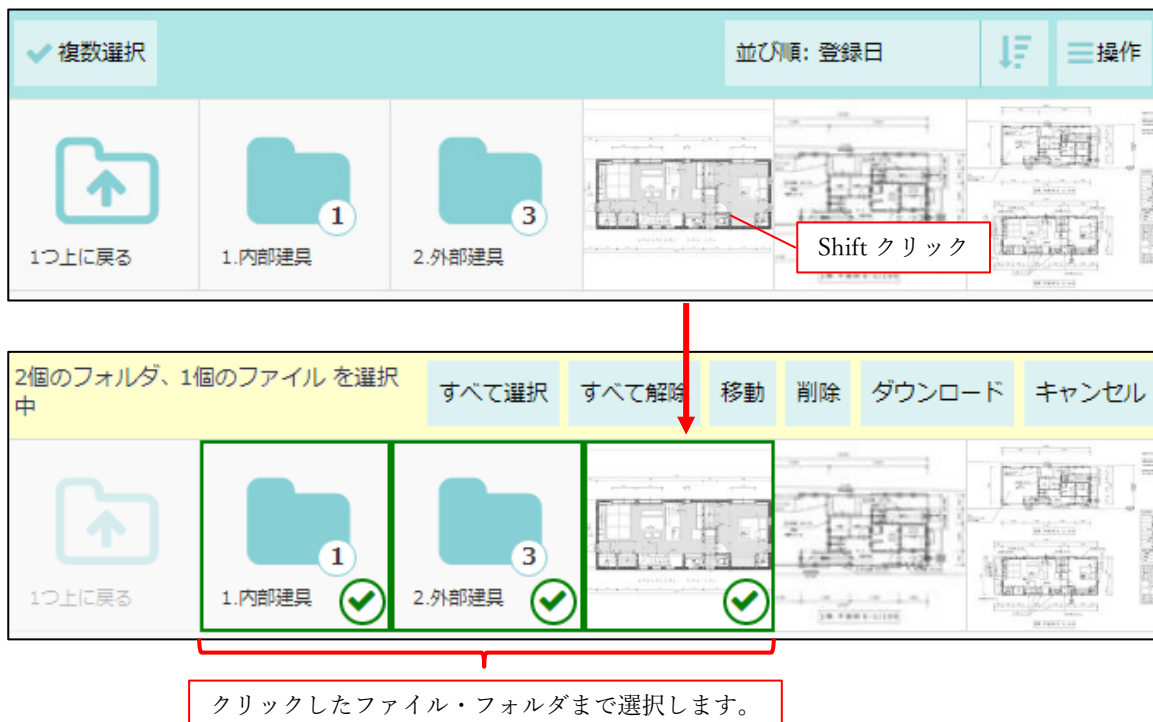 複数選択
並び順: 登録日
操作
1つ上に戻る
1
1.内部建具
3
2.外部建具
Shift クリック
2個のフォルダ、1個のファイル を選択
中
すべて選択
すべて解除
移動
削除
ダウンロード
キャンセル
1つ上に戻る
1
1.内部建具
3
2.外部建具
クリックしたファイル・フォルダまで選択します。